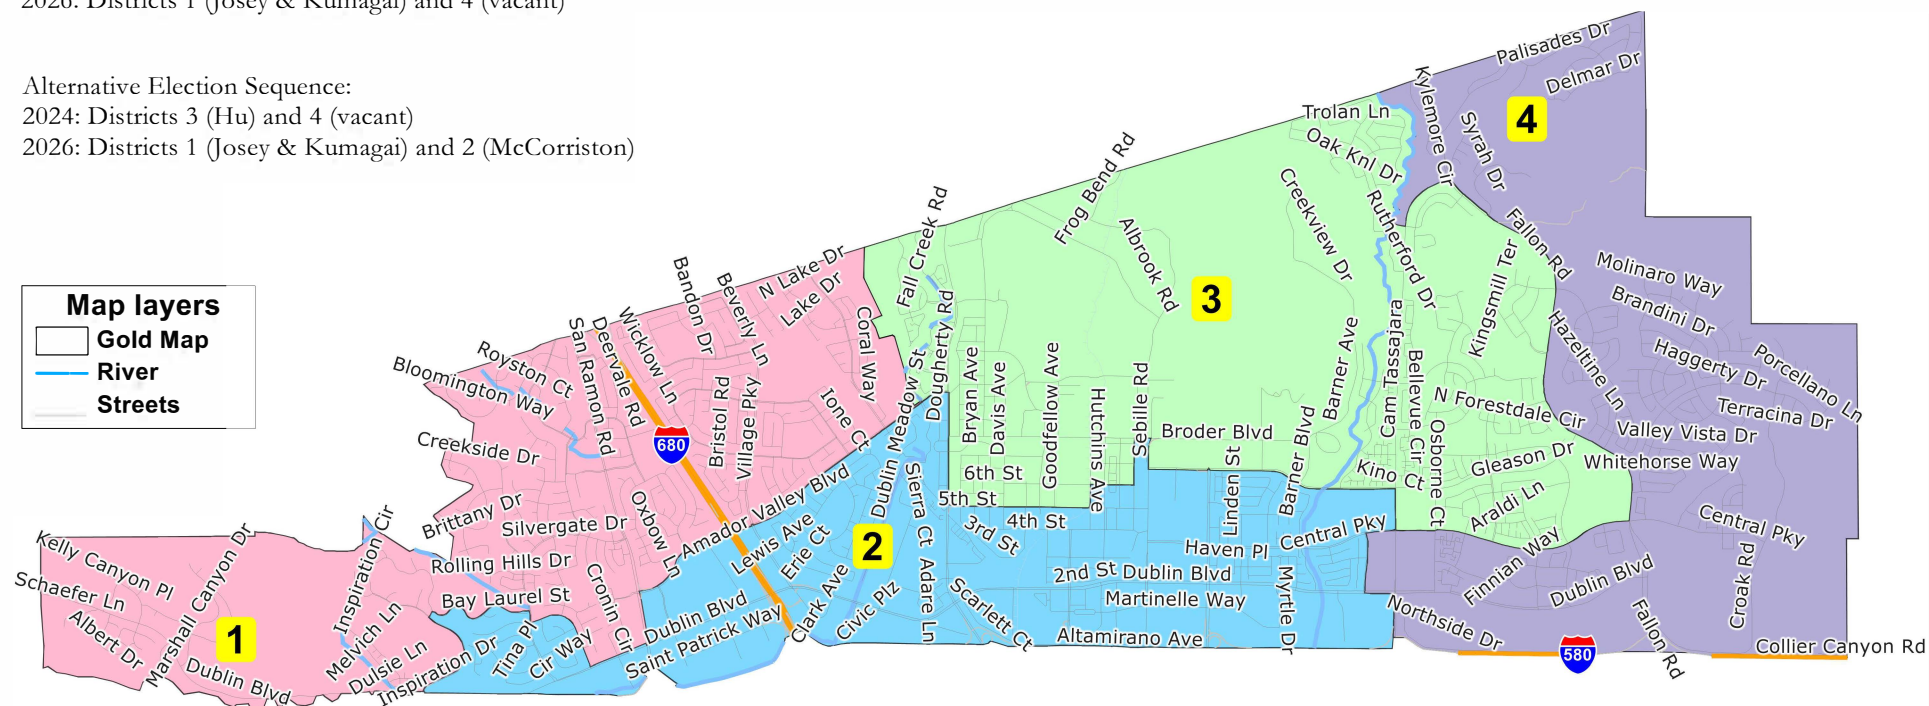 2026: Districts 1 (Josey & Kumagai) and 4 (vacant)
Alternative Election Sequence:
2024: Districts 3 (Hu) and 4 (vacant)
2026: Districts 1 (Josey & Kumagai) and 2 (McCorriston)
Map layers
Gold Map
River
Streets
Palisades Dr
Delmar Dr
Kylemore Cir
Syrah Dr
4
Trolan Ln
Oak Knl Dr
Frog Bend Rd
Creekview Dr
Rutherford Dr
Fallon Rd
Kingsmill Ter
Albrook Rd
Fall Creek Rd
3
Molinaro Way
Brandini Dr
Haggerty Dr
Porcellano Ln
Terracina Dr
Valley Vista Dr
Whitehorse Way
Hazeltine Ln
N Lake Dr
Lake Dr
Beverly Ln
Bandon Dr
Wicklow Ln
Deervale Rd
San Ramon Rd
Royston Ct
Bloomington Way
Creekside Dr
680
Bristol Rd
Village Pky
Ione Ct
Coral Way
Dougherty Rd
Dublin Meadow St
Bryan Ave
Davis Ave
Goodfellow Ave
Hutchins Ave
Sebille Rd
Broder Blvd
Barner Ave
Barner Blvd
Linden St
Cam Tassajara
Bellevue Cir
Osborne Ct
N Forestdale Cir
Gleason Dr
Kino Ct
Araldi Ln
6th St
5th St
4th St
3rd St
2nd St
Dublin Blvd
Sierra Ct
Adare Ln
Scarlett Ct
Haven Pl
Central Pky
Martinelle Way
Altamirano Ave
Myrtle Dr
Central Pky
Croak Rd
Finnian Way
Dublin Blvd
Northside Dr
Fallon Rd
580
Collier Canyon Rd
Brittany Dr
Silvergate Dr
Oxbow Ln
Amador Valley Blvd
Lewis Ave
Erie Ct
2
Clark Ave
Civic Plz
Dublin Blvd
Saint Patrick Way
Rolling Hills Dr
Bay Laurel St
Cronin Cir
Tina Pl
Cir Way
Inspiration Dr
Inspiration Cir
Melvich Ln
Dulsie Ln
Kelly Canyon Pl
Schaefer Ln
Albert Dr
Marshall Canyon Dr
1
Dublin Blvd